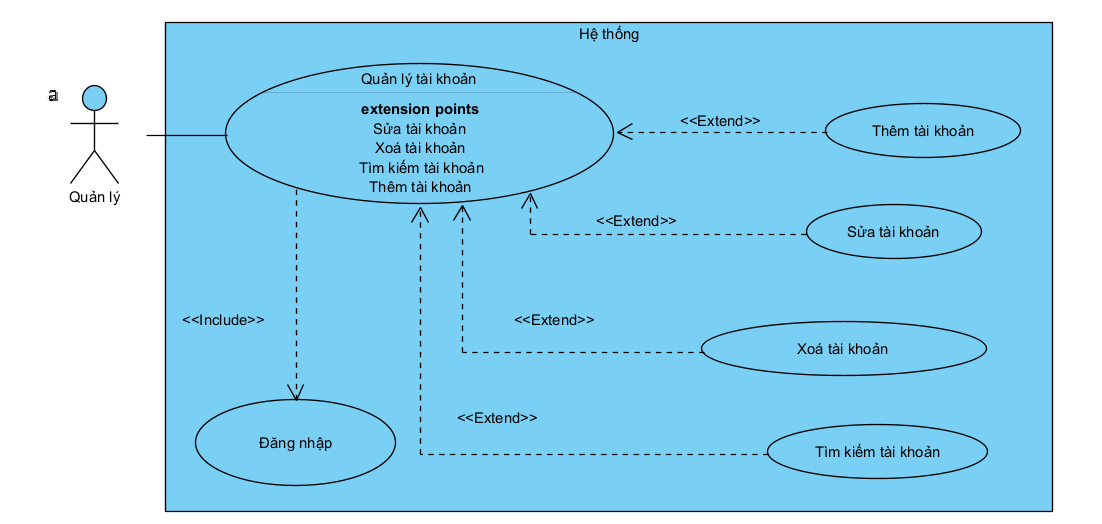 Hệ thống
a
Quản lý
Quản lý tài khoản
extension points
Sửa tài khoản
Xoá tài khoản
Tìm kiếm tài khoản
Thêm tài khoản
<<Extend>>
Thêm tài khoản
<<Extend>>
Sửa tài khoản
<<Include>>
<<Extend>>
Xoá tài khoản
<<Extend>>
Đăng nhập
Tìm kiếm tài khoản